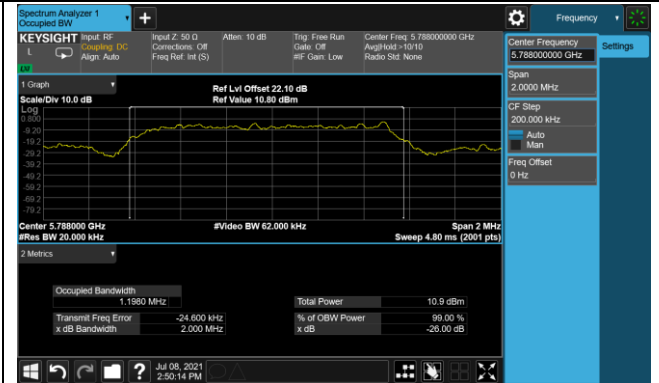 Spectrum Analyzer 1
Occupied BW
Frequency
KEYSIGHT Input: RF Input Z: 50 Ω Atten: 10 dB Trig: Free Run Center Freq: 5.788000000 GHz
L Coupling: DC Corrections: Off Gate: Off Avg|Hold:>10/10
Align: Auto Freq Ref: Int (S) #IF Gain: Low Radio Std: None
Center Frequency Settings
5.788000000 GHz
Span
2.0000 MHz
CF Step
200.000 kHz
Auto
Man
Freq Offset
0 Hz
1 Graph
Ref Lvl Offset 22.10 dB
Scale/Div 10.0 dB Ref Value 10.80 dBm
Log
0.800
-9.20
-19.2
-29.2
-39.2
-49.2
-59.2
-69.2
-79.2
Center 5.788000 GHz #Video BW 62.000 kHz Span 2 MHz
#Res BW 20.000 kHz Sweep 4.80 ms (2001 pts)
2 Metrics
Occupied Bandwidth
1.1980 MHz Total Power 10.9 dBm
Transmit Freq Error -24.600 kHz % of OBW Power 99.00 %
x dB Bandwidth 2.000 MHz x dB -26.00 dB
Jul 08, 2021
2:50:14 PM